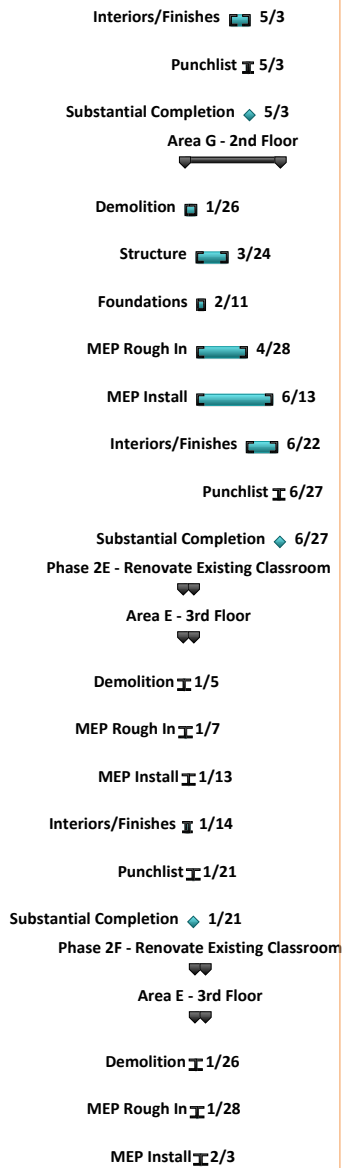 Interiors/Finishes 5/3
Punchlist 5/3
Substantial Completion 5/3
Area G - 2nd Floor
Demolition 1/26
Structure 3/24
Foundations 2/11
MEP Rough In 4/28
MEP Install 6/13
Interiors/Finishes 6/22
Punchlist 6/27
Substantial Completion 6/27
Phase 2E - Renovate Existing Classroom
Area E - 3rd Floor
Demolition 1/5
MEP Rough In 1/7
MEP Install 1/13
Interiors/Finishes 1/14
Punchlist 1/21
Substantial Completion 1/21
Phase 2F - Renovate Existing Classroom
Area E - 3rd Floor
Demolition 1/26
MEP Rough In 1/28
MEP Install 2/3